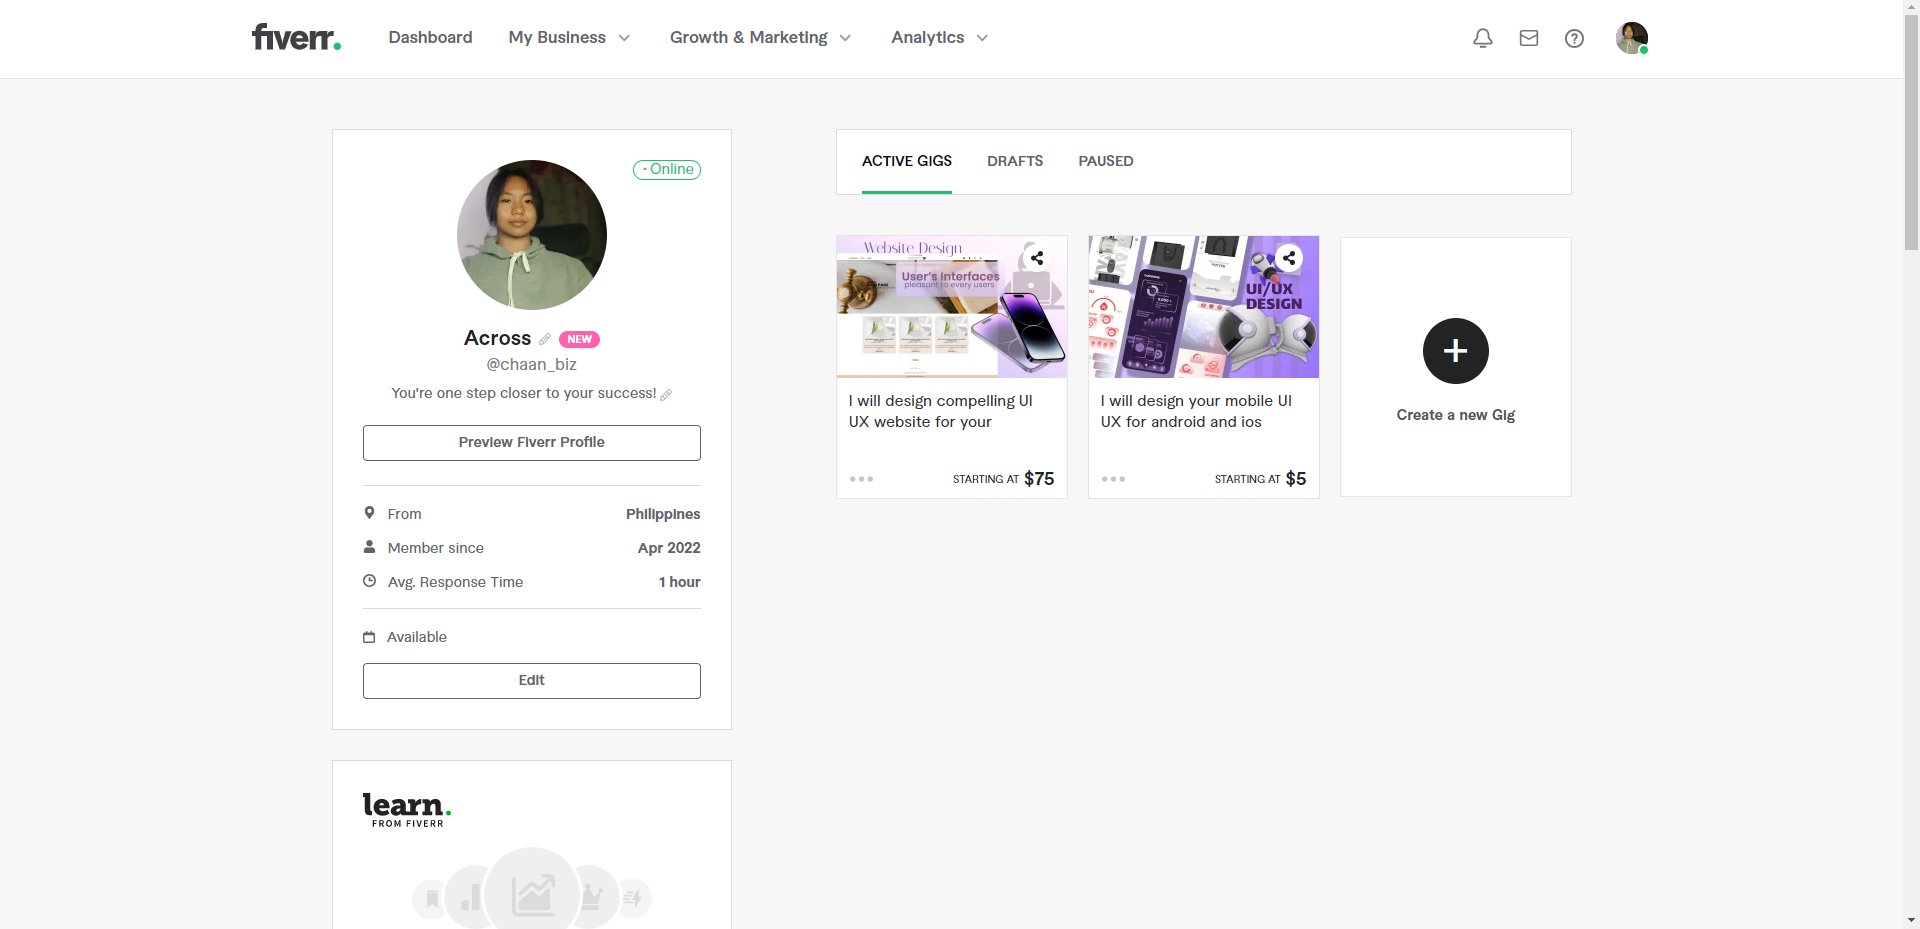 fiverr.
Dashboard
My Business
Growth & Marketing
Analytics
· Online
Across
NEW
@chaan_biz
You're one step closer to your success!
Preview Fiverr Profile
From
Philippines
Member since
Apr 2022
Avg. Response Time
1 hour
Available
Edit
learn.
FROM FIVERR
ACTIVE GIGS
DRAFTS
PAUSED
Website Design
User's Interfaces
pleasant to every users
I will design compelling UI
UX website for your
STARTING AT $75
UI/UX
DESIGN
I will design your mobile UI
UX for android and ios
STARTING AT $5
Create a new Gig